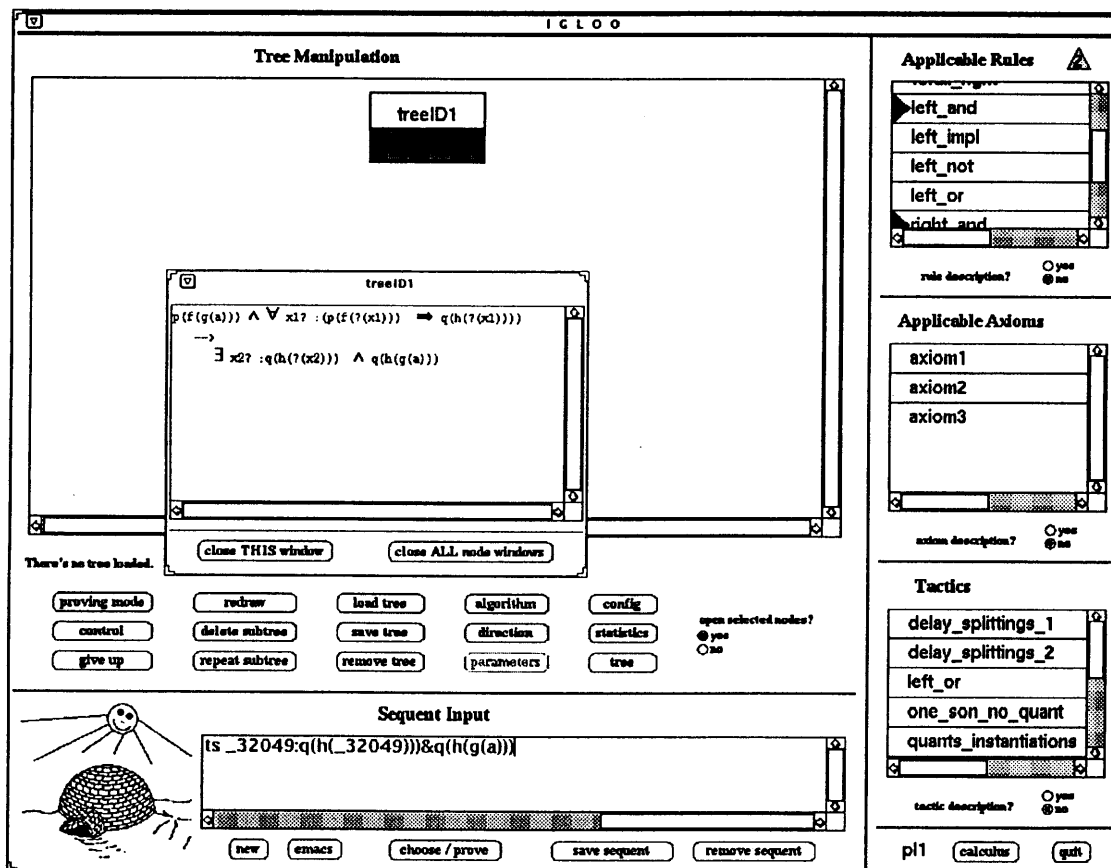 IGLOO
Tree Manipulation
treeID1
treeID1
p(f(g(a))) ∧ ∀ x1? :(p(f(?(x1))) ⇒ q(h(?(x1))))
-->
∃ x2? :q(h(?(x2))) ∧ q(h(g(a)))
close THIS window
close ALL node windows
There's no tree loaded.
proving mode
redraw
load tree
algorithm
config
control
delete subtree
save tree
direction
statistics
give up
repeat subtree
remove tree
parameters
tree
open selected nodes?
yes
no
Sequent Input
ts _32049:q(h(_32049)))&q(h(g(a)))
new
emacs
choose / prove
save sequent
remove sequent
Applicable Rules
2
left_and
left_impl
left_not
left_or
right_and
rule description?
yes
no
Applicable Axioms
axiom1
axiom2
axiom3
axiom description?
yes
no
Tactics
delay_splittings_1
delay_splittings_2
left_or
one_son_no_quant
quants_instantiations
tactic description?
yes
no
pl1
calculus
quit